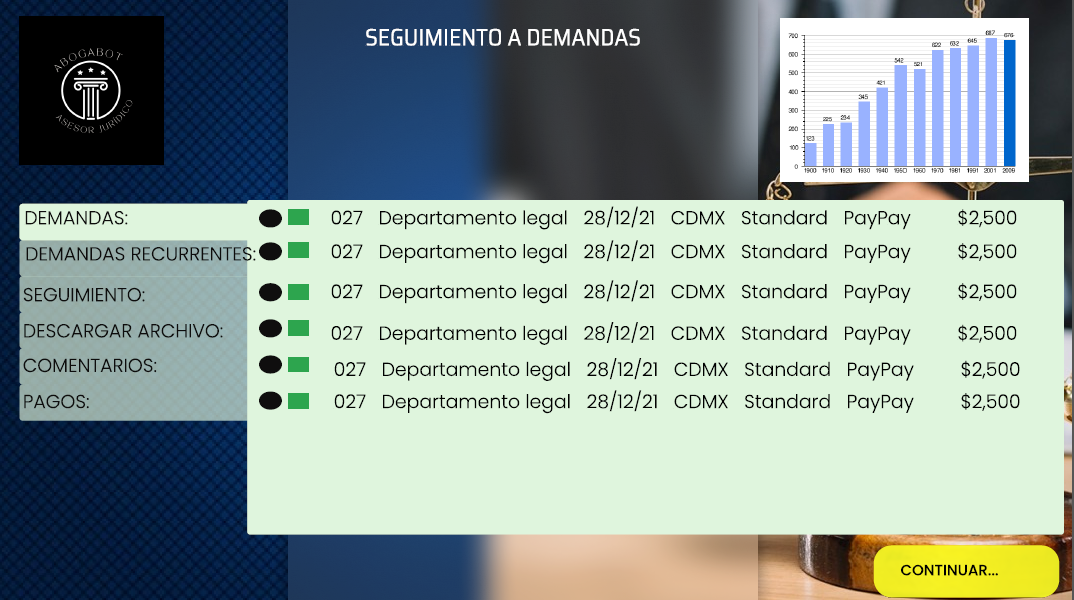 ABOGABOT
ASESOR JURÍDICO
SEGUIMIENTO A DEMANDAS
700
600
500
400
300
200
100
0
123
225
234
345
421
542
521
622
632
645
687
676
1900 1910 1920 1930 1940 1950 1960 1970 1981 1991 2001 2009
DEMANDAS: 027 Departamento legal 28/12/21 CDMX Standard PayPay $2,500
DEMANDAS RECURRENTES: 027 Departamento legal 28/12/21 CDMX Standard PayPay $2,500
SEGUIMIENTO: 027 Departamento legal 28/12/21 CDMX Standard PayPay $2,500
DESCARGAR ARCHIVO: 027 Departamento legal 28/12/21 CDMX Standard PayPay $2,500
COMENTARIOS: 027 Departamento legal 28/12/21 CDMX Standard PayPay $2,500
PAGOS: 027 Departamento legal 28/12/21 CDMX Standard PayPay $2,500
CONTINUAR...